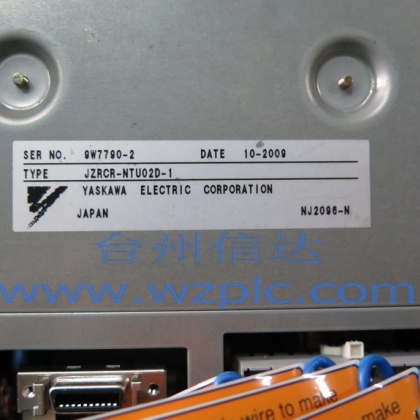 SER NO. 9W7790-2 DATE 10-2009
TYPE JZRCR-NTU02D-1
YASKAWA ELECTRIC CORPORATION
JAPAN NJ2096-N
台州信达
www.wzplc.com
wire to make
make